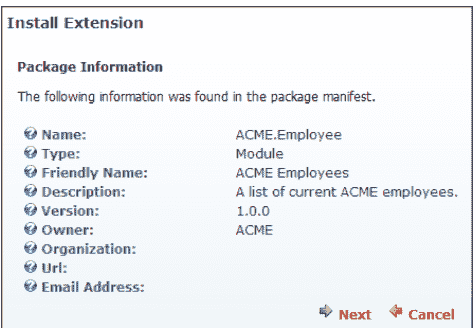 Install Extension
Package Information
The following information was found in the package manifest.
Name: ACME.Employee
Type: Module
Friendly Name: ACME Employees
Description: A list of current ACME employees.
Version: 1.0.0
Owner: ACME
Organization:
Url:
Email Address:
Next Cancel